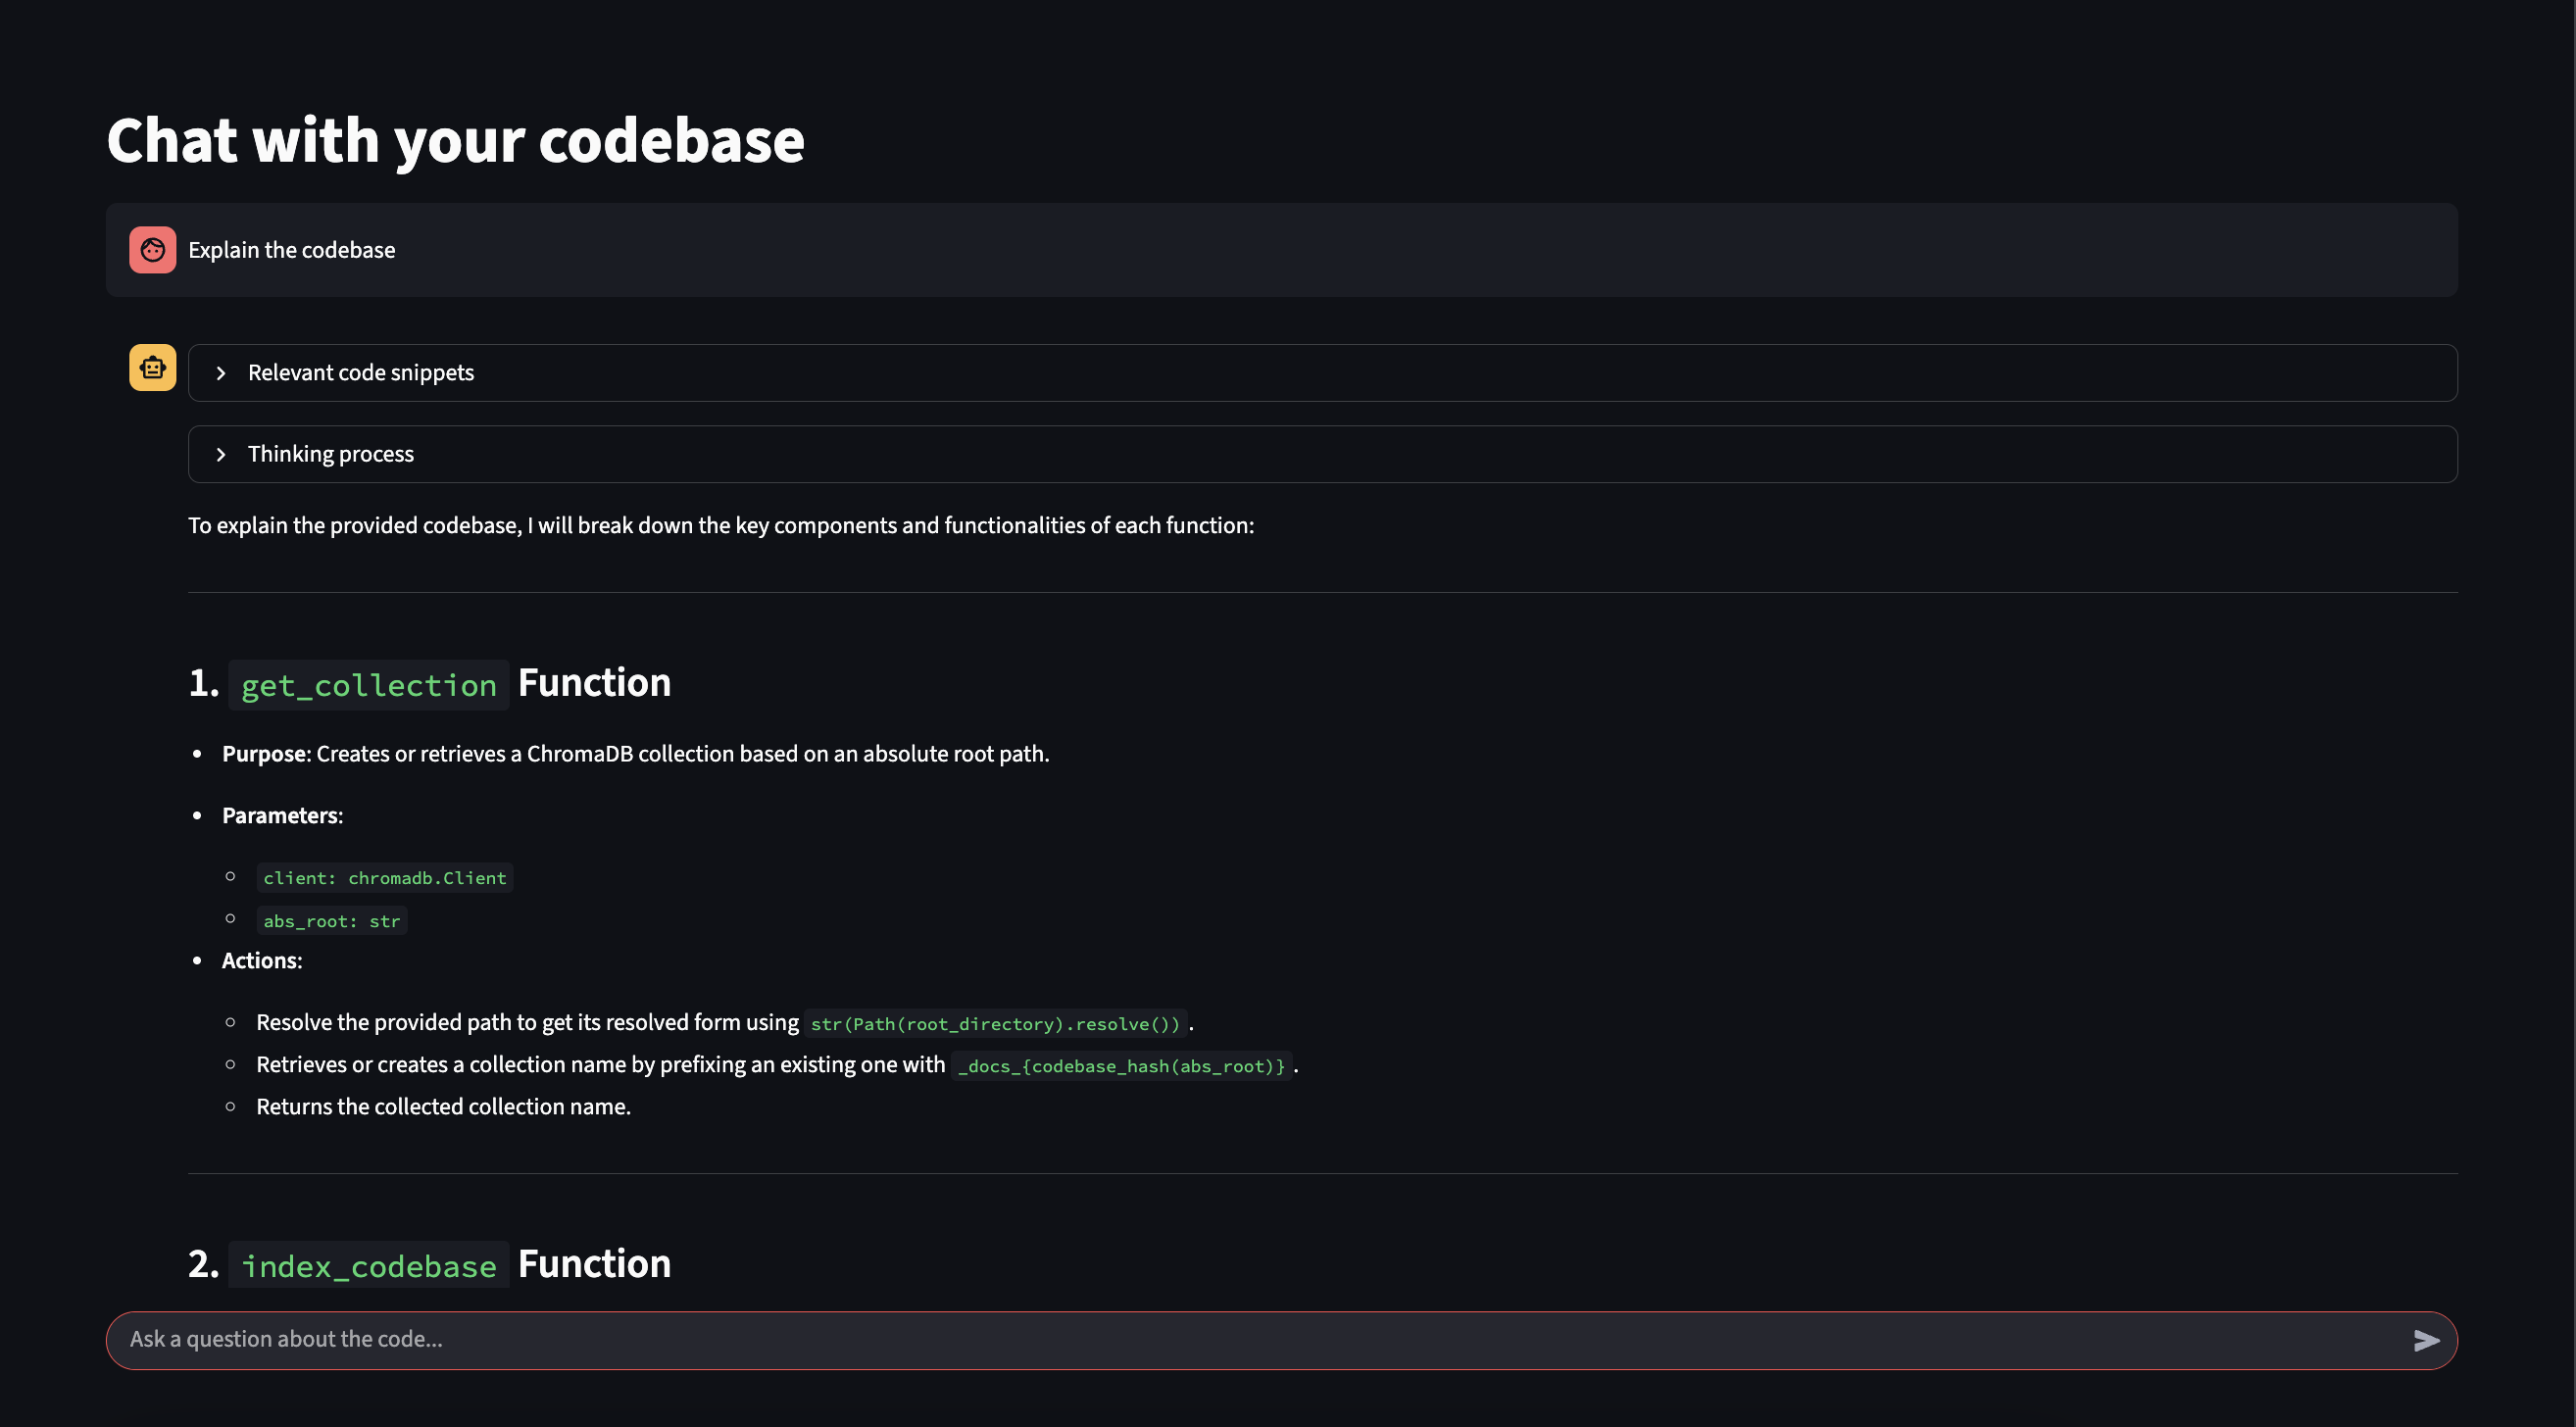 Chat with your codebase
Explain the codebase
Relevant code snippets
Thinking process
To explain the provided codebase, I will break down the key components and functionalities of each function:
1. get_collection Function
Purpose: Creates or retrieves a ChromaDB collection based on an absolute root path.
Parameters:
client: chromadb.Client
abs_root: str
Actions:
Resolve the provided path to get its resolved form using str(Path(root_directory).resolve()).
Retrieves or creates a collection name by prefixing an existing one with _docs_{codebase_hash(abs_root)}.
Returns the collected collection name.
2. index_codebase Function
Ask a question about the code...